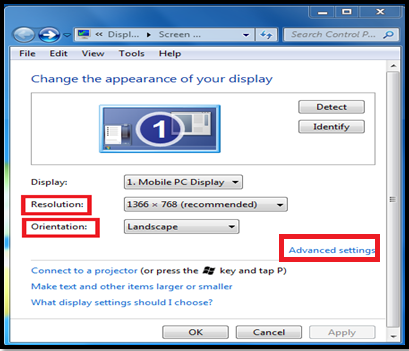 « Displ... ▸ Screen ...
Search Control P...
File Edit View Tools Help
Change the appearance of your display
1
Detect
Identify
Display: 1. Mobile PC Display
Resolution: 1366 × 768 (recommended)
Orientation: Landscape
Advanced settings
Connect to a projector (or press the key and tap P)
Make text and other items larger or smaller
What display settings should I choose?
OK Cancel Apply